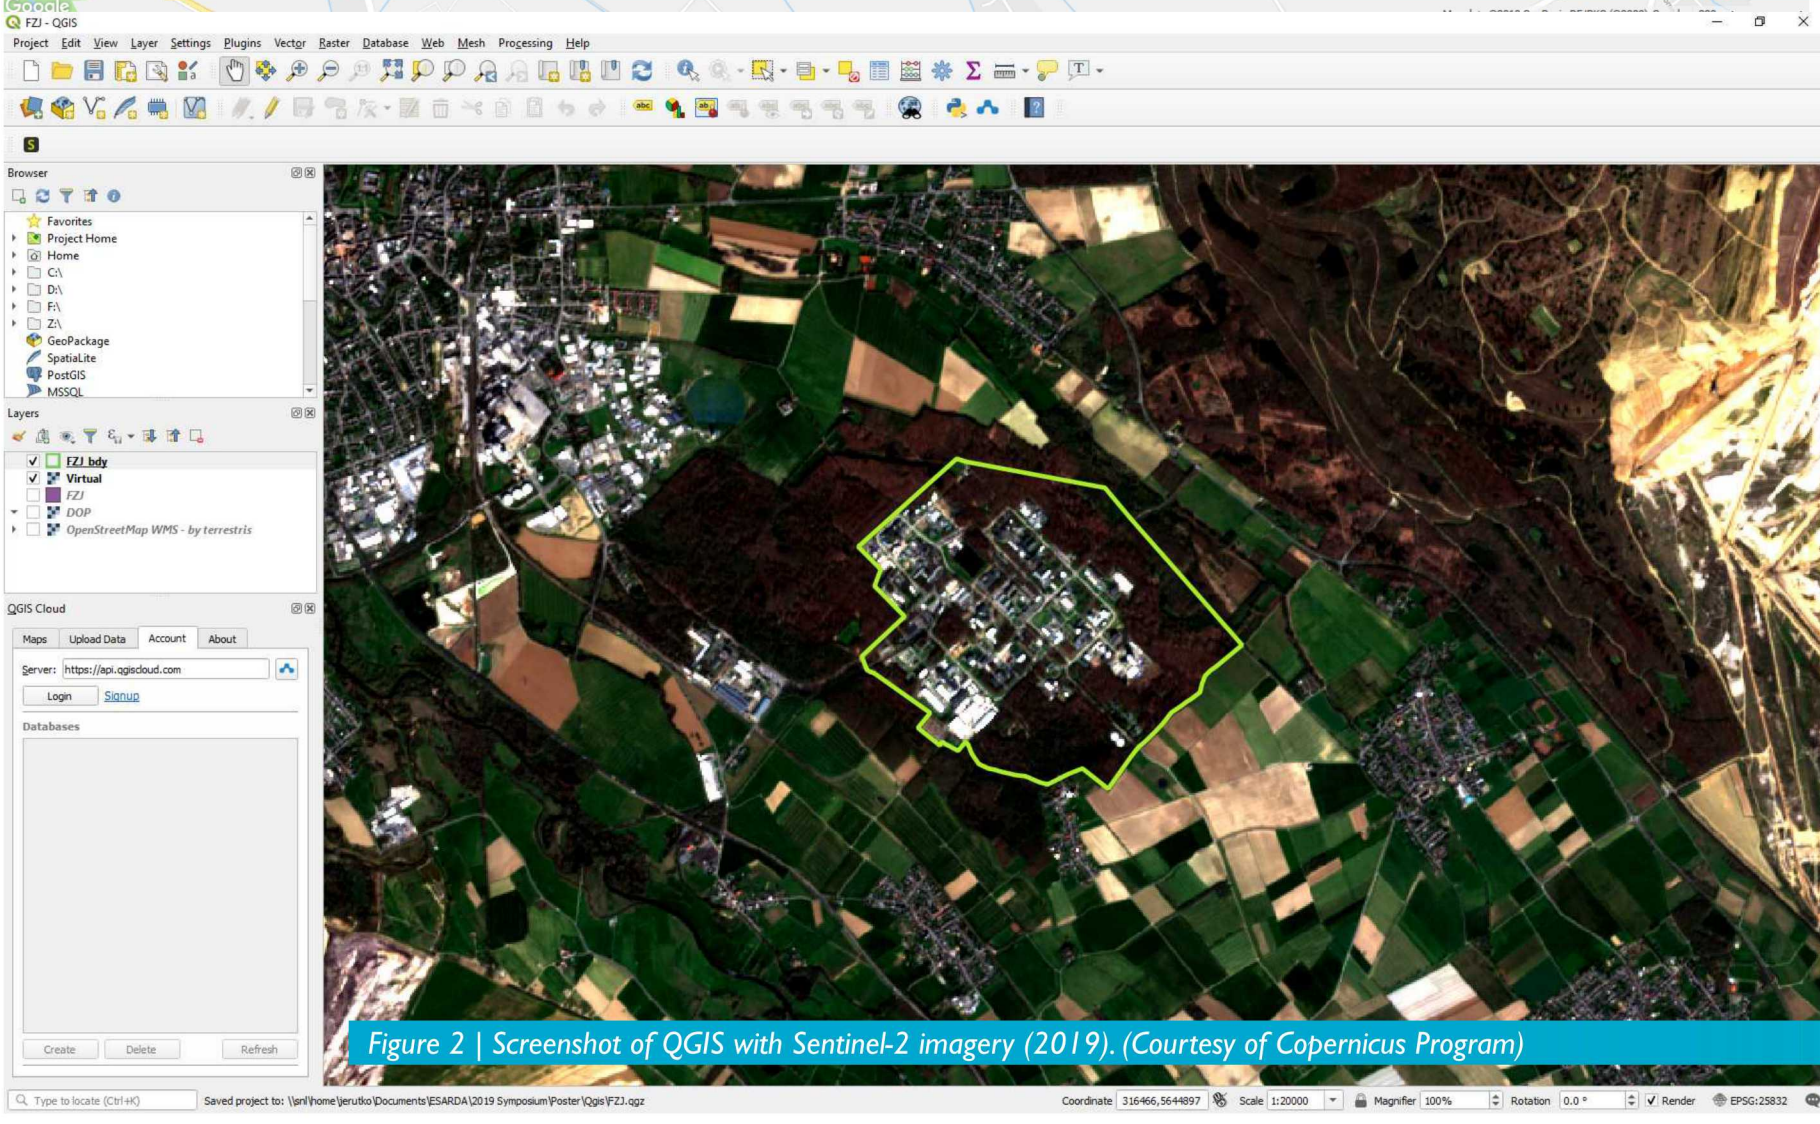 Google
FZJ - QGIS
Project Edit View Layer Settings Plugins Vector Raster Database Web Mesh Processing Help
Browser
Favorites
Project Home
Home
C:\
D:\
F:\
Z:\
GeoPackage
SpatiaLite
PostGIS
MSSQL
Layers
FZJ_bdy
Virtual
FZJ
DOP
OpenStreetMap WMS - by terrestris
QGIS Cloud
Maps Upload Data Account About
Server: https://api.qgiscloud.com
Login Signup
Databases
Create Delete Refresh
Figure 2 | Screenshot of QGIS with Sentinel-2 imagery (2019). (Courtesy of Copernicus Program)
Type to locate (Ctrl+K) Saved project to: \\snl\home\jerutko\Documents\ESARDA\2019 Symposium\Poster\Qgis\FZJ.qgz Coordinate 316466,5644897 Scale 1:20000 Magnifier 100% Rotation 0.0 ° Render EPSG:25832